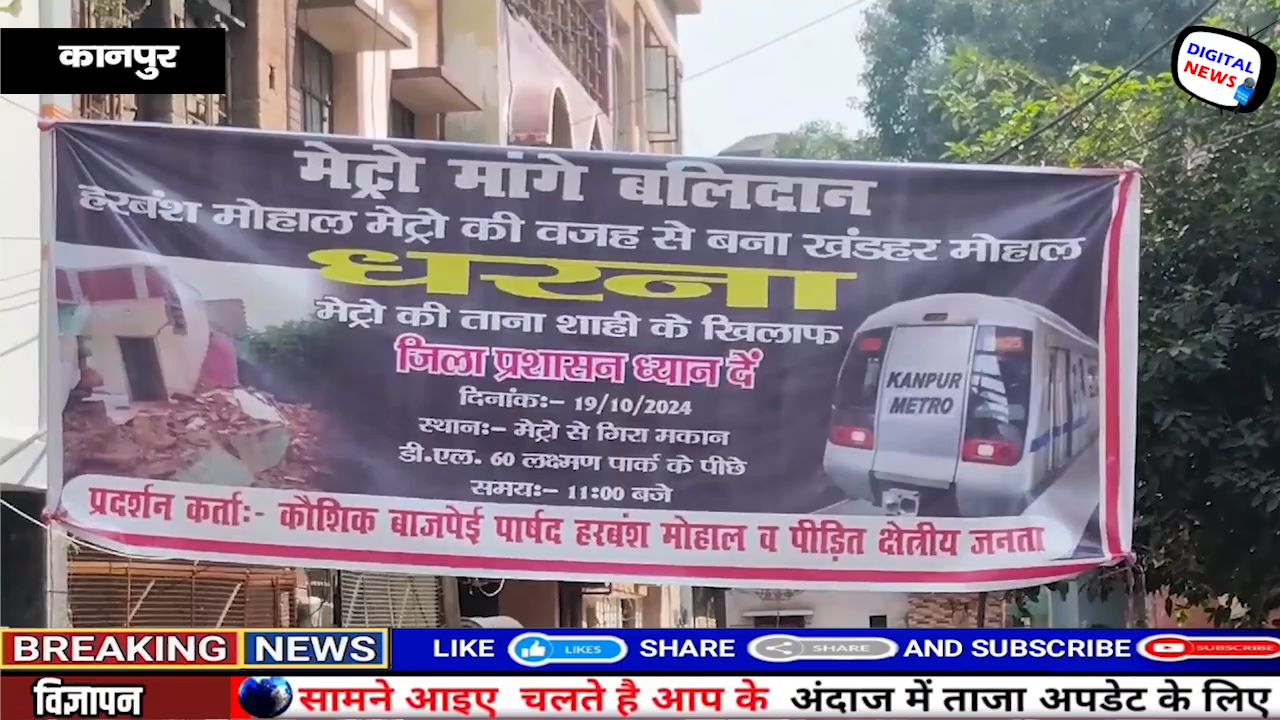 कानपुर
DIGITAL
NEWS
मेट्रो मांगे बलिदान
हरबंश मोहाल मेट्रो की वजह से बना खंडहर मोहाल
धरना
मेट्रो की ताना शाही के खिलाफ
जिला प्रशासन ध्यान दें
दिनांकः– 19/10/2024
स्थानः– मेट्रो से गिरा मकान
डी.एल. 60 लक्ष्मण पार्क के पीछे
समयः– 11:00 बजे
KANPUR
METRO
प्रदर्शन कर्ताः- कौशिक बाजपेई पार्षद हरबंश मोहाल व पीड़ित क्षेत्रीय जनता
BREAKING NEWS LIKE LIKES SHARE SHARE AND SUBSCRIBE SUBSCRIBE
विज्ञापन सामने आइए चलते है आप के अंदाज में ताजा अपडेट के लिए